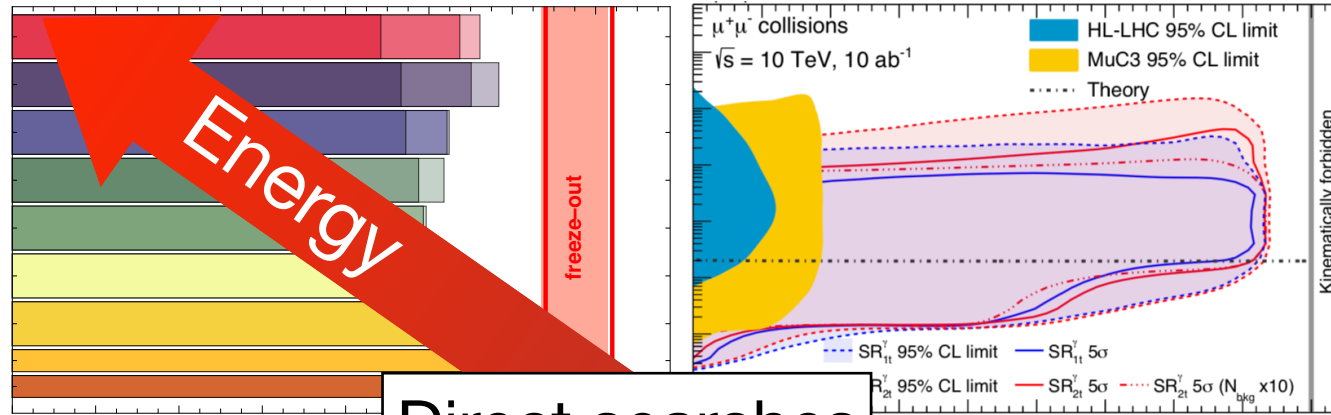 Energy
freeze–out
μ⁺μ⁻ collisions
√s = 10 TeV, 10 ab⁻¹
HL-LHC 95% CL limit
MuC3 95% CL limit
Theory
Kinematically forbidden
SR^γ_1t 95% CL limit
SR^γ_1t 5σ
SR^γ_2t 95% CL limit
SR^γ_2t 5σ
SR^γ_2t 5σ (N_bkg x10)
Direct searches